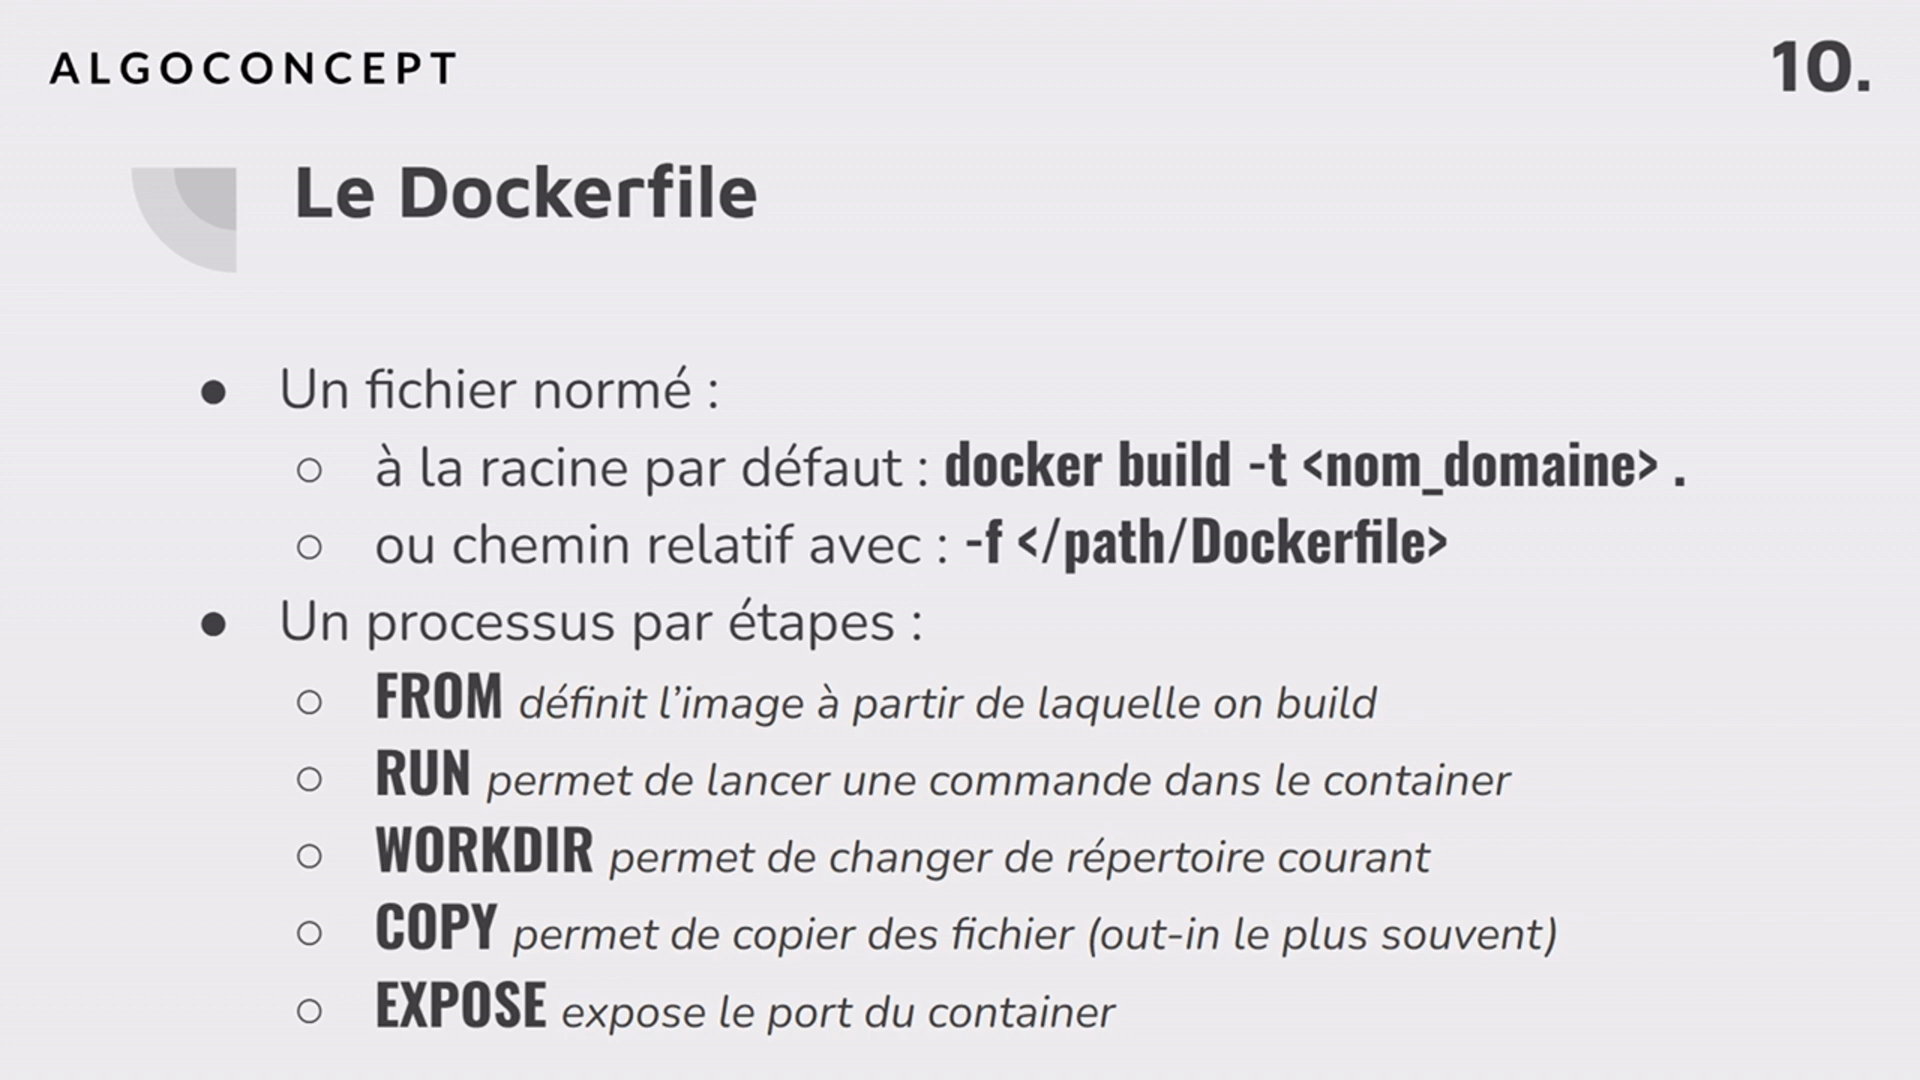 ALGOCONCEPT
10.
Le Dockerfile
● Un fichier normé :
○ à la racine par défaut : docker build -t <nom_domaine> .
○ ou chemin relatif avec : -f </path/Dockerfile>
● Un processus par étapes :
○ FROM définit l’image à partir de laquelle on build
○ RUN permet de lancer une commande dans le container
○ WORKDIR permet de changer de répertoire courant
○ COPY permet de copier des fichier (out-in le plus souvent)
○ EXPOSE expose le port du container